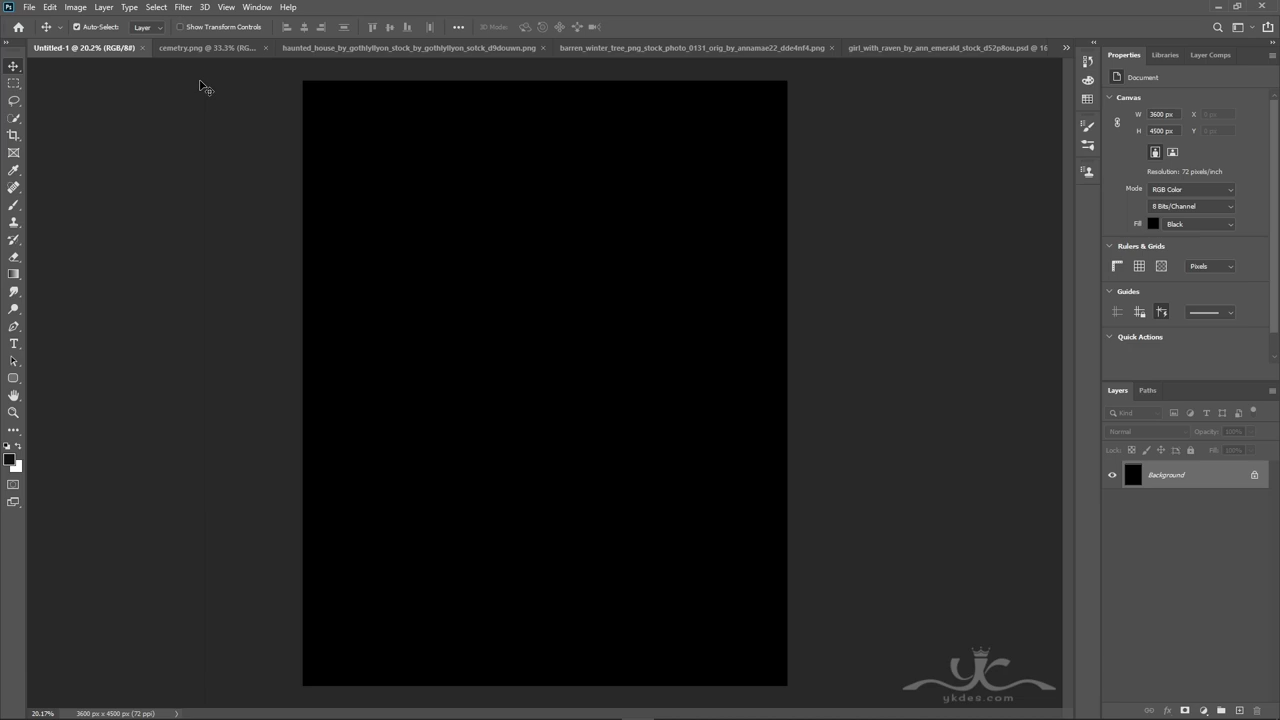 File Edit Image Layer Type Select Filter 3D View Window Help
Auto-Select: Layer Show Transform Controls 3D Mode:
Untitled-1 @ 20.2% (RGB/8#) cemetry.png @ 33.3% (RG... haunted_house_by_gothlyllyon_stock_by_gothlyllyon_sotck_d9douwn.png barren_winter_tree_png_stock_photo_0131_orig_by_annamae22_dde4nf4.png girl_with_raven_by_ann_emerald_stock_d52p8ou.psd @ 16
Properties Libraries Layer Comps
Document
Canvas
W 3600 px X 0 px
H 4500 px Y 0 px
Resolution: 72 pixels/inch
Mode RGB Color
8 Bits/Channel
Fill Black
Rulers & Grids
Pixels
Guides
Quick Actions
Layers Paths
Kind
Normal Opacity: 100%
Lock: Fill: 100%
Background
yc
ykdes.com
20.17% 3600 px x 4500 px (72 ppi)